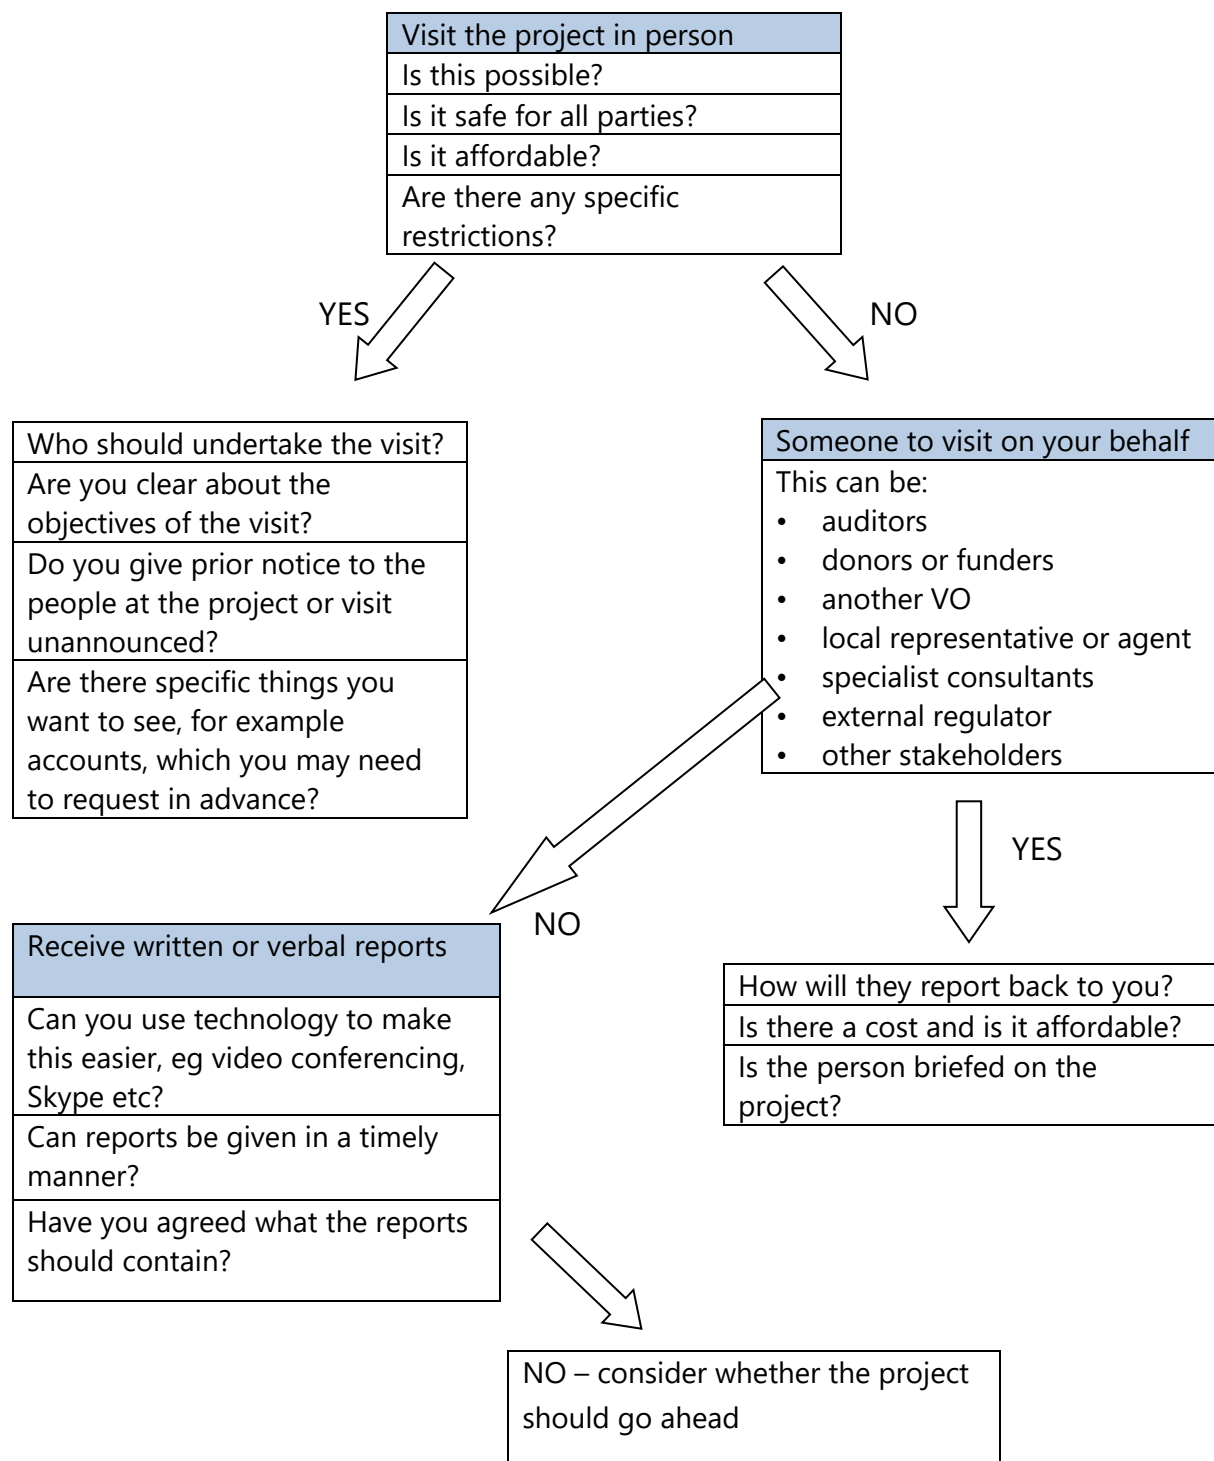 Visit the project in person
Is this possible?
Is it safe for all parties?
Is it affordable?
Are there any specific
restrictions?
YES
NO
Who should undertake the visit?
Are you clear about the
objectives of the visit?
Do you give prior notice to the
people at the project or visit
unannounced?
Are there specific things you
want to see, for example
accounts, which you may need
to request in advance?
Someone to visit on your behalf
This can be:
• auditors
• donors or funders
• another VO
• local representative or agent
• specialist consultants
• external regulator
• other stakeholders
YES
NO
Receive written or verbal reports
Can you use technology to make
this easier, eg video conferencing,
Skype etc?
Can reports be given in a timely
manner?
Have you agreed what the reports
should contain?
How will they report back to you?
Is there a cost and is it affordable?
Is the person briefed on the
project?
NO – consider whether the project
should go ahead